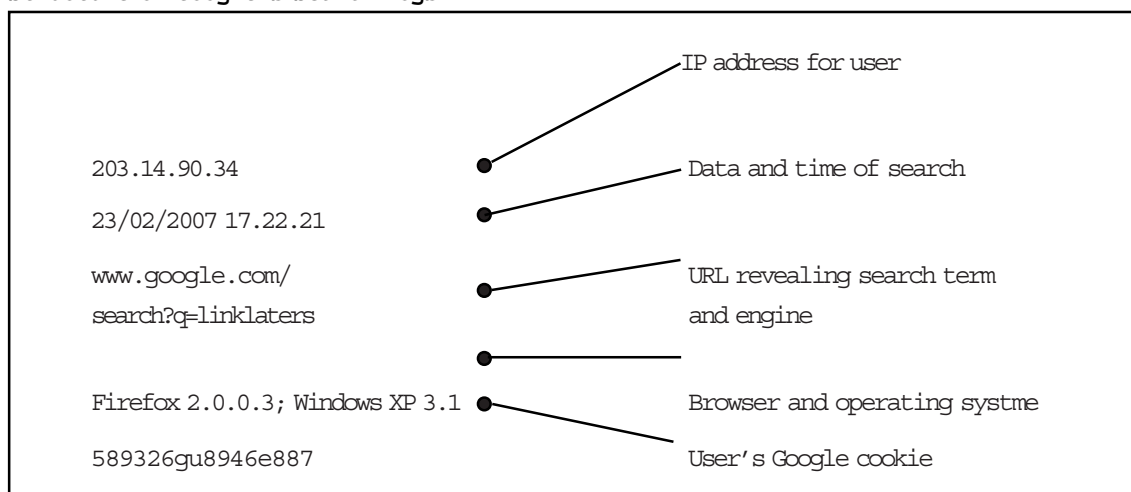 IP address for user
203.14.90.34
Data and time of search
23/02/2007 17.22.21
www.google.com/
search?q=linklaters
URL revealing search term
and engine
Firefox 2.0.0.3; Windows XP 3.1
Browser and operating systme
589326gu8946e887
User's Google cookie